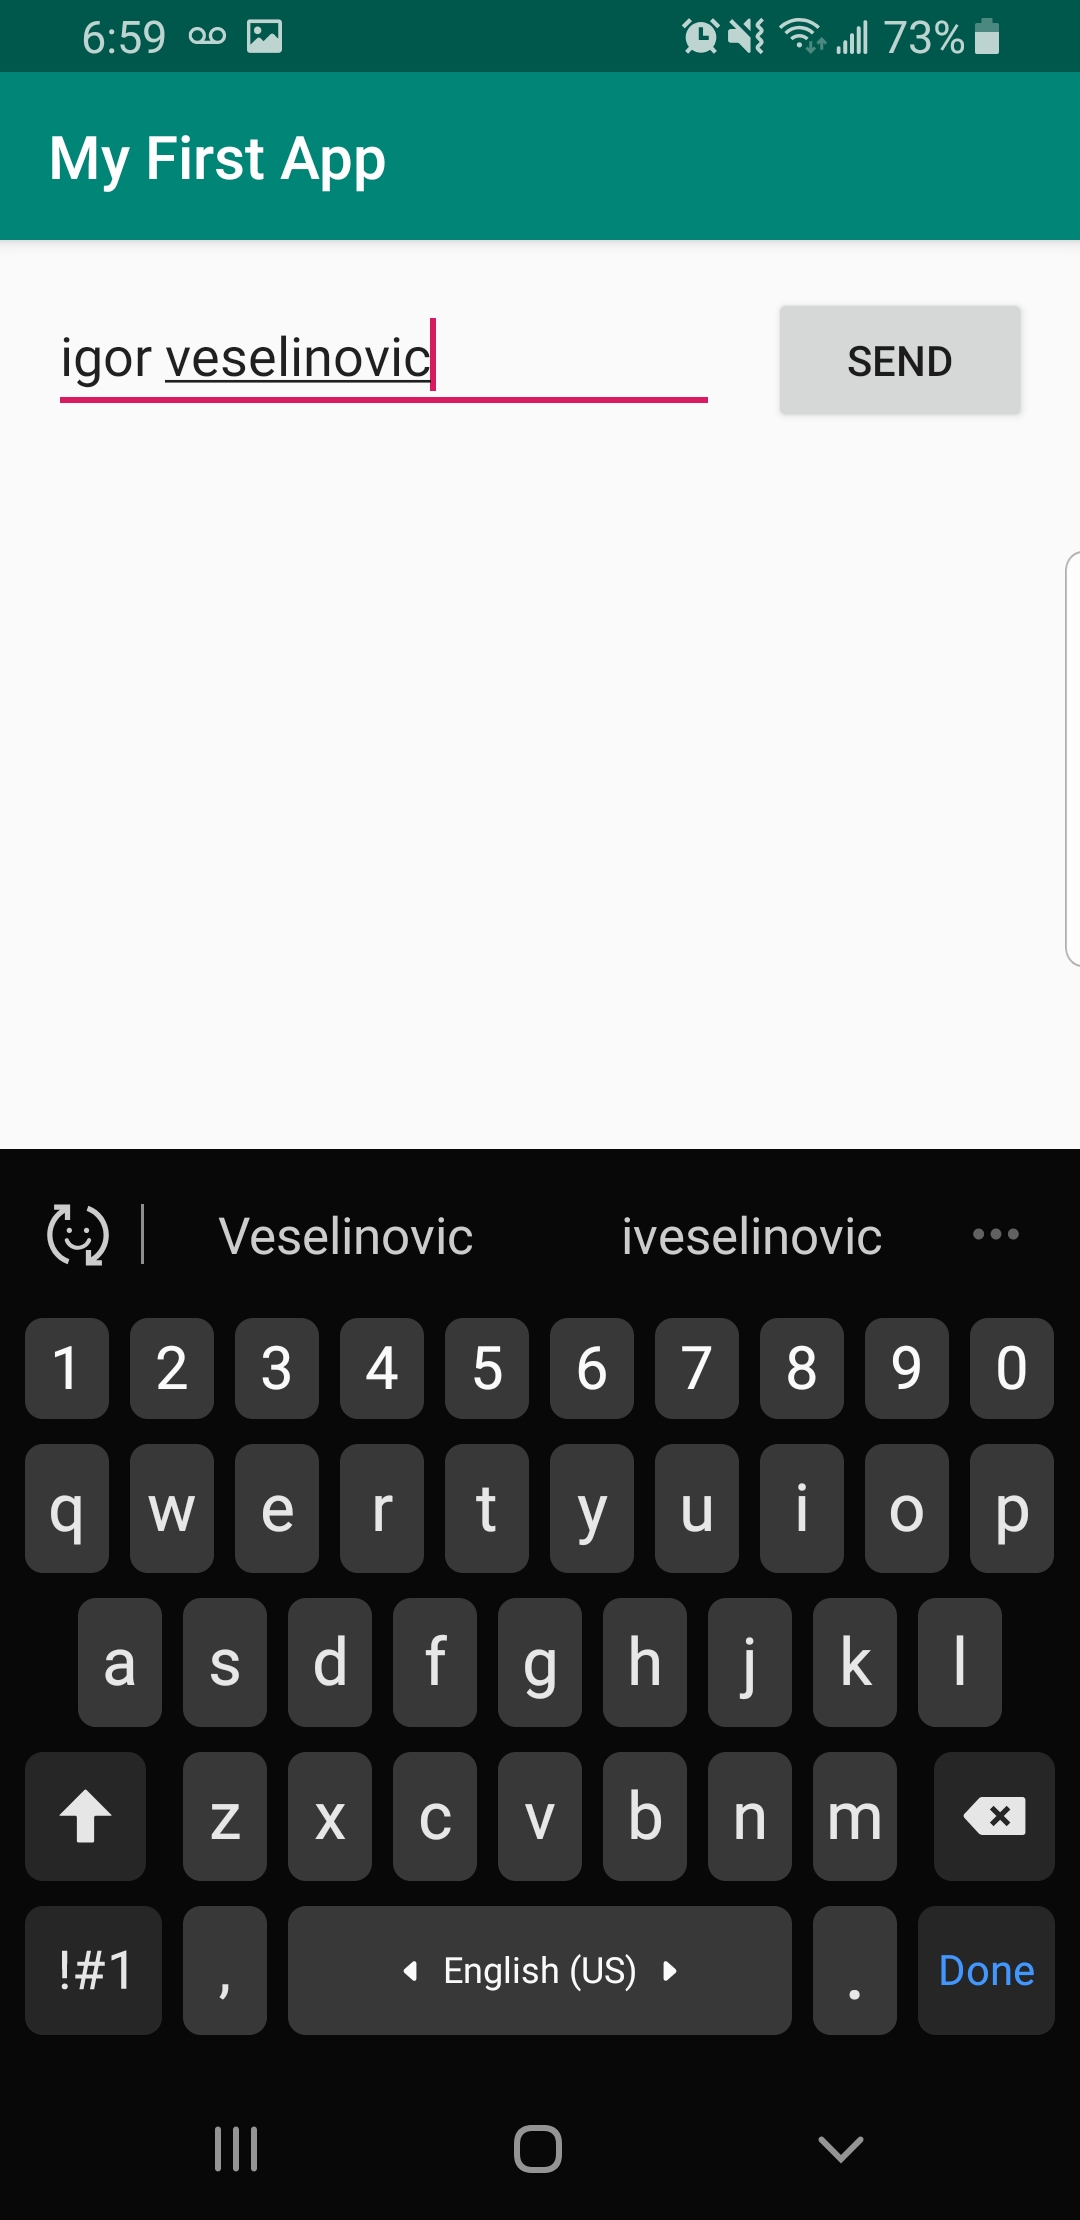 6:59 73%
My First App
igor veselinovic SEND
Veselinovic iveselinovic
1 2 3 4 5 6 7 8 9 0
q w e r t y u i o p
a s d f g h j k l
z x c v b n m
!#1 , English (US) . Done